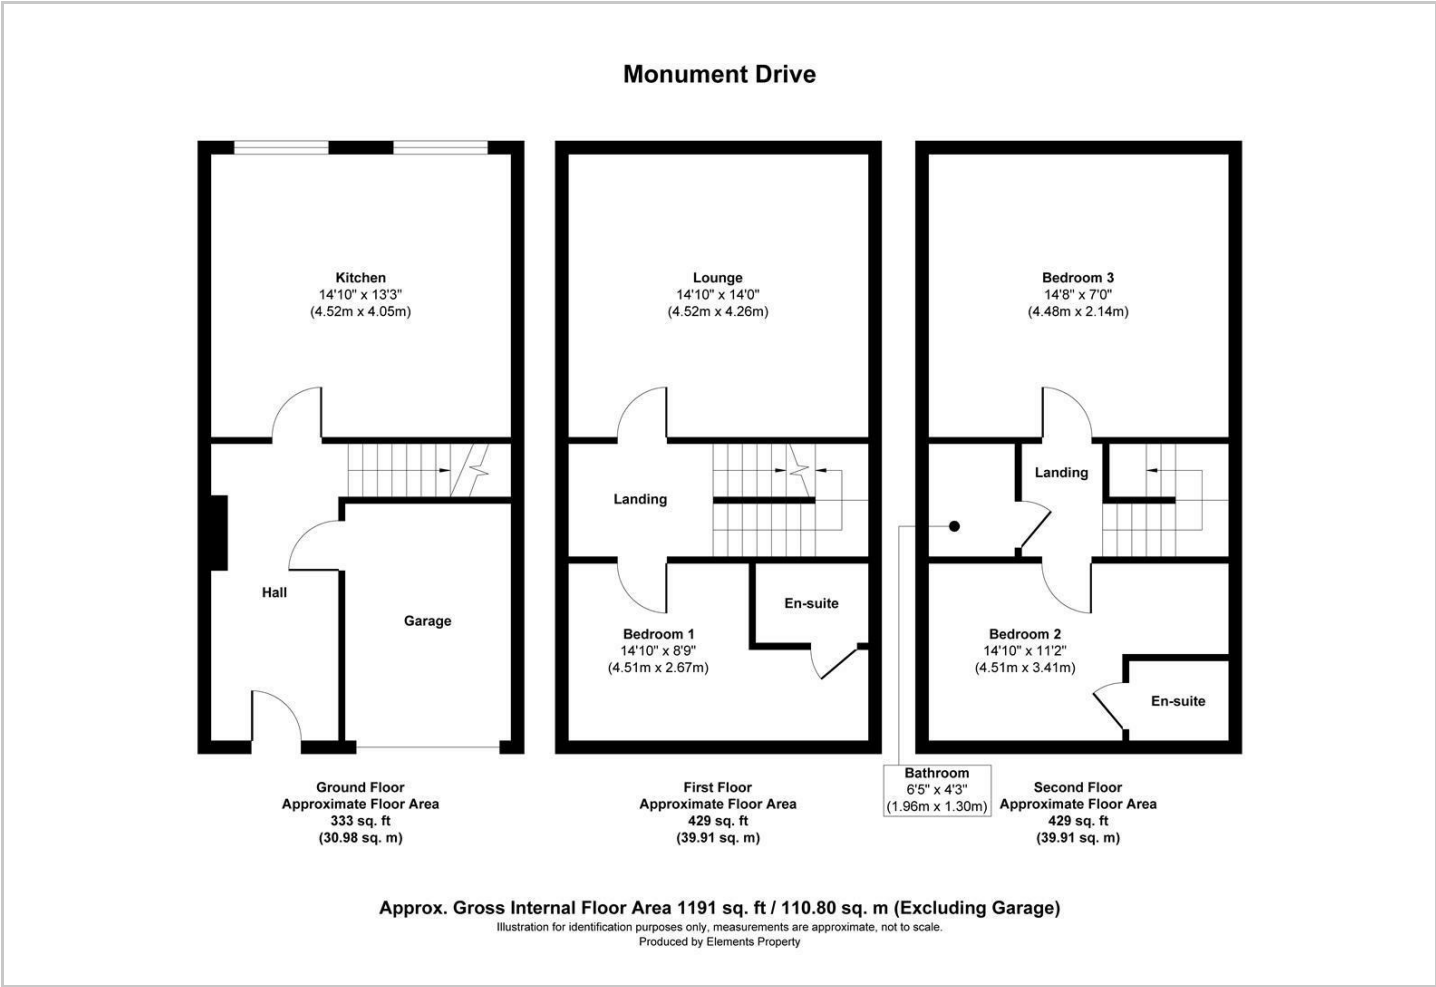 Monument Drive
Kitchen
14'10" x 13'3"
(4.52m x 4.05m)
Hall
Garage
Ground Floor
Approximate Floor Area
333 sq. ft
(30.98 sq. m)
Lounge
14'10" x 14'0"
(4.52m x 4.26m)
Landing
En-suite
Bedroom 1
14'10" x 8'9"
(4.51m x 2.67m)
First Floor
Approximate Floor Area
429 sq. ft
(39.91 sq. m)
Bedroom 3
14'8" x 7'0"
(4.48m x 2.14m)
Landing
Bedroom 2
14'10" x 11'2"
(4.51m x 3.41m)
En-suite
Bathroom
6'5" x 4'3"
(1.96m x 1.30m)
Second Floor
Approximate Floor Area
429 sq. ft
(39.91 sq. m)
Approx. Gross Internal Floor Area 1191 sq. ft / 110.80 sq. m (Excluding Garage)
Illustration for identification purposes only, measurements are approximate, not to scale.
Produced by Elements Property